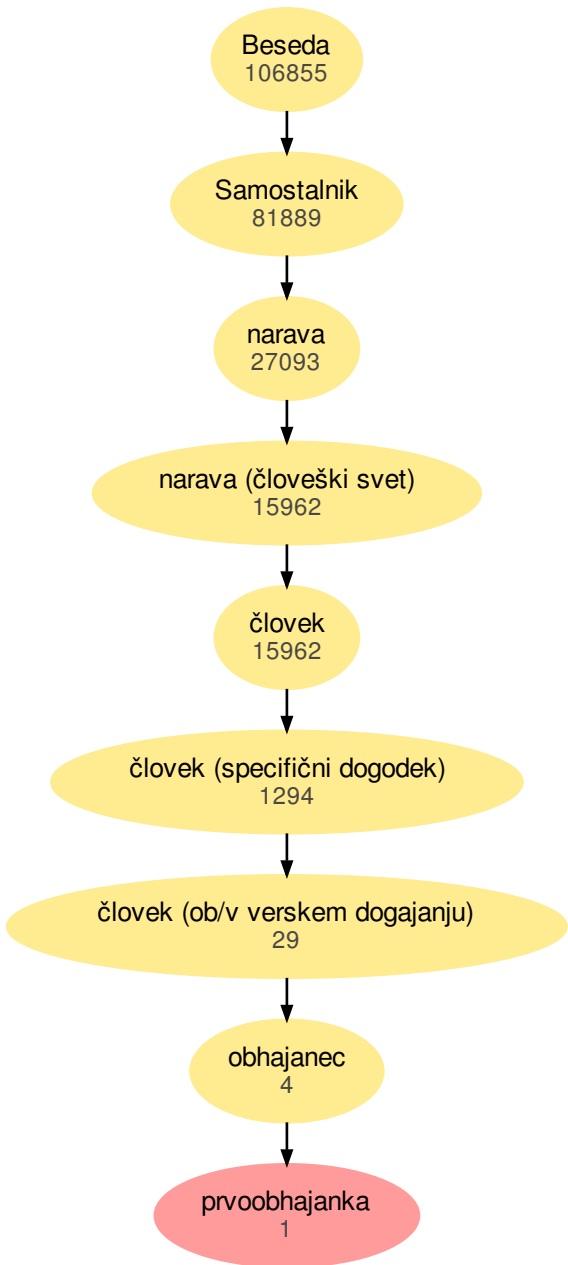 Beseda
106855
Samostalnik
81889
narava
27093
narava (človeški svet)
15962
človek
15962
človek (specifični dogodek)
1294
človek (ob/v verskem dogajanju)
29
obhajanec
4
prvoobhajanka
1